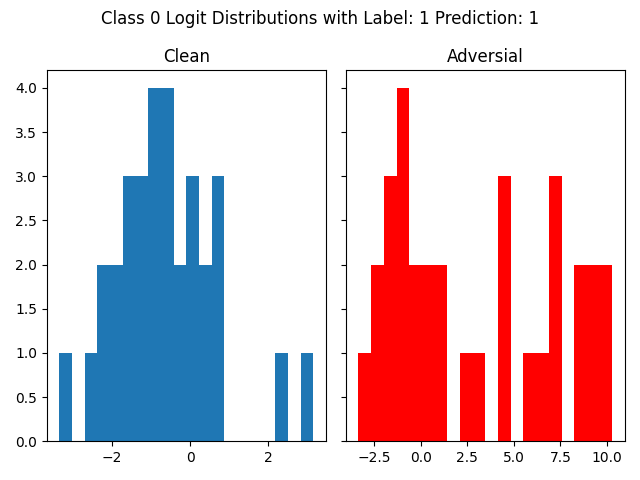 Class 0 Logit Distributions with Label: 1 Prediction: 1
Clean
Adversial
4.0
3.5
3.0
2.5
2.0
1.5
1.0
0.5
0.0
−2 0 2
−2.5 0.0 2.5 5.0 7.5 10.0